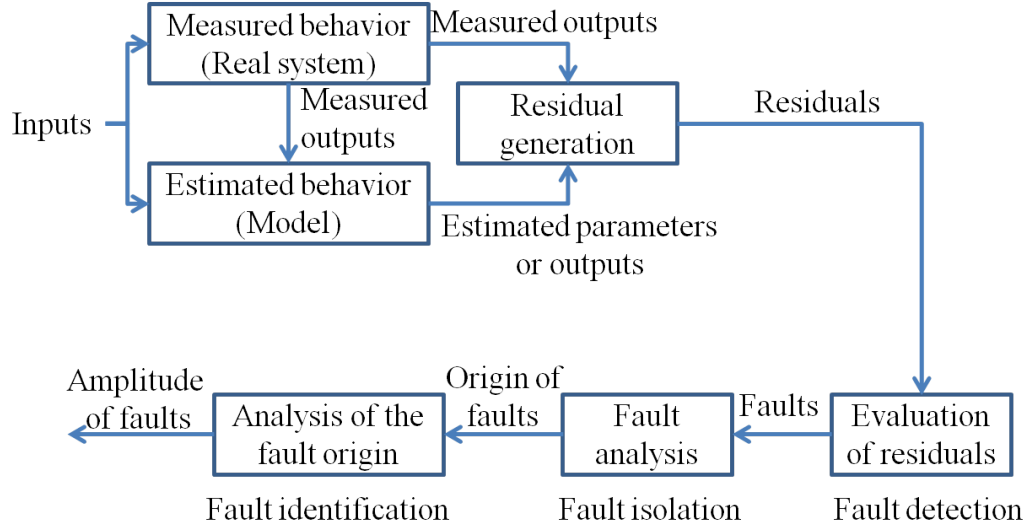 Measured behavior
(Real system)
Measured outputs
Inputs
Measured
outputs
Residual
generation
Residuals
Estimated behavior
(Model)
Estimated parameters
or outputs
Amplitude
of faults
Analysis of the
fault origin
Origin of
faults
Fault
analysis
Faults
Evaluation
of residuals
Fault identification
Fault isolation
Fault detection